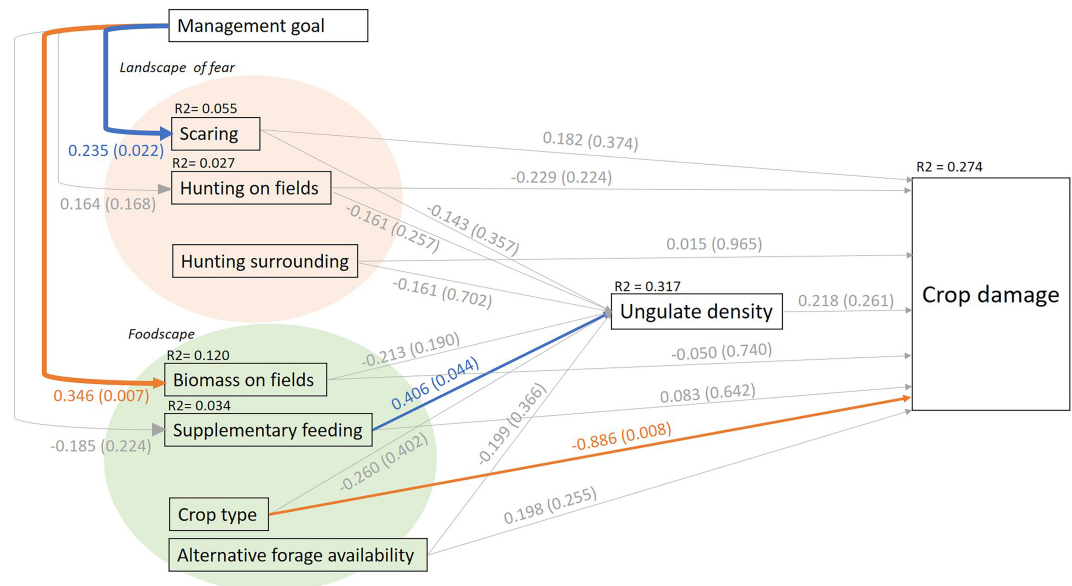 Management goal
Landscape of fear
R2= 0.055
Scaring
0.235 (0.022)
R2= 0.027
Hunting on fields
0.164 (0.168)
Hunting surrounding
0.182 (0.374)
-0.229 (0.224)
-0.143 (0.357)
-0.161 (0.257)
0.015 (0.965)
-0.161 (0.702)
R2 = 0.274
Crop damage
R2 = 0.317
Ungulate density
0.218 (0.261)
Foodscape
R2= 0.120
Biomass on fields
0.346 (0.007)
R2= 0.034
Supplementary feeding
-0.185 (0.224)
-0.213 (0.190)
-0.050 (0.740)
0.406 (0.044)
0.083 (0.642)
-0.199 (0.366)
-0.260 (0.402)
-0.886 (0.008)
0.198 (0.255)
Crop type
Alternative forage availability